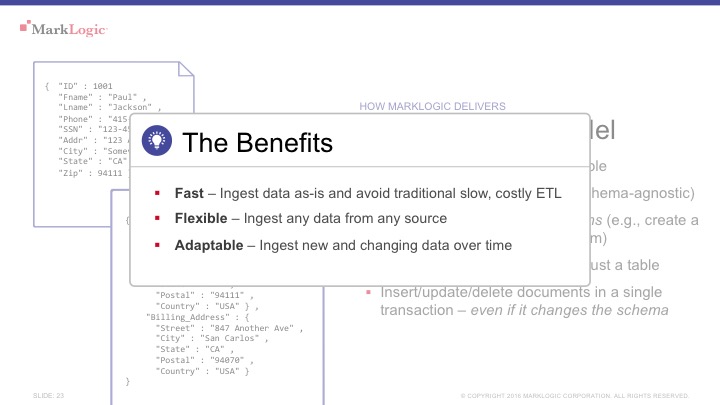 MarkLogic
{ "ID" : 1001
"Fname" : "Paul" ,
"Lname" : "Jackson" ,
"Phone" : "415-
"SSN" : "123-45
"Addr" : "123 
"City" : "Some
"State" : "CA"
"Zip" : 94111
{
"Postal" : "94111" ,
"Country" : "USA" } ,
"Billing_Address" : {
"Street" : "847 Another Ave" ,
"City" : "San Carlos" ,
"State" : "CA" ,
"Postal" : "94070" ,
"Country" : "USA" }
}
HOW MARKLOGIC DELIVERS
del
ble
hema-agnostic)
ns (e.g., create a
m)
ust a table
Insert/update/delete documents in a single
transaction – even if it changes the schema
The Benefits
Fast – Ingest data as-is and avoid traditional slow, costly ETL
Flexible – Ingest any data from any source
Adaptable – Ingest new and changing data over time
SLIDE: 23
© COPYRIGHT 2016 MARKLOGIC CORPORATION. ALL RIGHTS RESERVED.